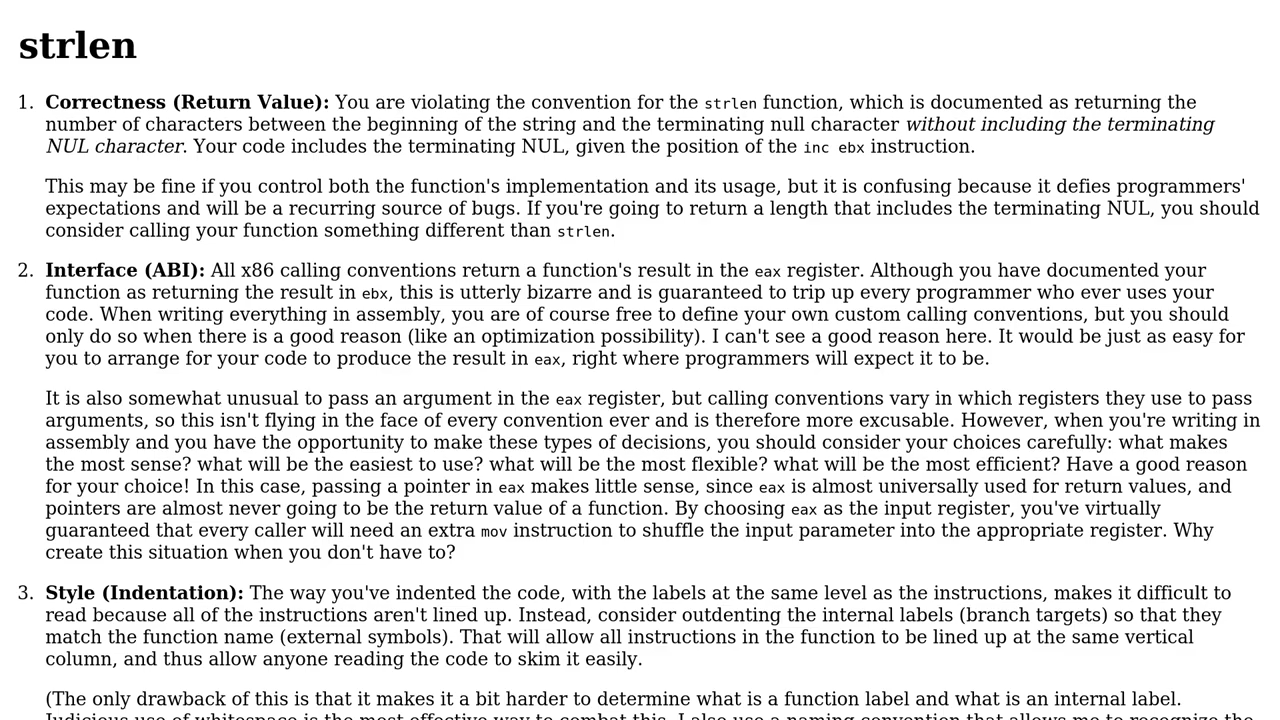 strlen
1. Correctness (Return Value): You are violating the convention for the strlen function, which is documented as returning the
number of characters between the beginning of the string and the terminating null character without including the terminating
NUL character. Your code includes the terminating NUL, given the position of the inc ebx instruction.
This may be fine if you control both the function's implementation and its usage, but it is confusing because it defies programmers'
expectations and will be a recurring source of bugs. If you're going to return a length that includes the terminating NUL, you should
consider calling your function something different than strlen.
2. Interface (ABI): All x86 calling conventions return a function's result in the eax register. Although you have documented your
function as returning the result in ebx, this is utterly bizarre and is guaranteed to trip up every programmer who ever uses your
code. When writing everything in assembly, you are of course free to define your own custom calling conventions, but you should
only do so when there is a good reason (like an optimization possibility). I can't see a good reason here. It would be just as easy for
you to arrange for your code to produce the result in eax, right where programmers will expect it to be.
It is also somewhat unusual to pass an argument in the eax register, but calling conventions vary in which registers they use to pass
arguments, so this isn't flying in the face of every convention ever and is therefore more excusable. However, when you're writing in
assembly and you have the opportunity to make these types of decisions, you should consider your choices carefully: what makes
the most sense? what will be the easiest to use? what will be the most flexible? what will be the most efficient? Have a good reason
for your choice! In this case, passing a pointer in eax makes little sense, since eax is almost universally used for return values, and
pointers are almost never going to be the return value of a function. By choosing eax as the input register, you've virtually
guaranteed that every caller will need an extra mov instruction to shuffle the input parameter into the appropriate register. Why
create this situation when you don't have to?
3. Style (Indentation): The way you've indented the code, with the labels at the same level as the instructions, makes it difficult to
read because all of the instructions aren't lined up. Instead, consider outdenting the internal labels (branch targets) so that they
match the function name (external symbols). That will allow all instructions in the function to be lined up at the same vertical
column, and thus allow anyone reading the code to skim it easily.
(The only drawback of this is that it makes it a bit harder to determine what is a function label and what is an internal label.
Judicious use of whitespace is the most effective way to combat this. I also use a naming convention that allows me to recognize the